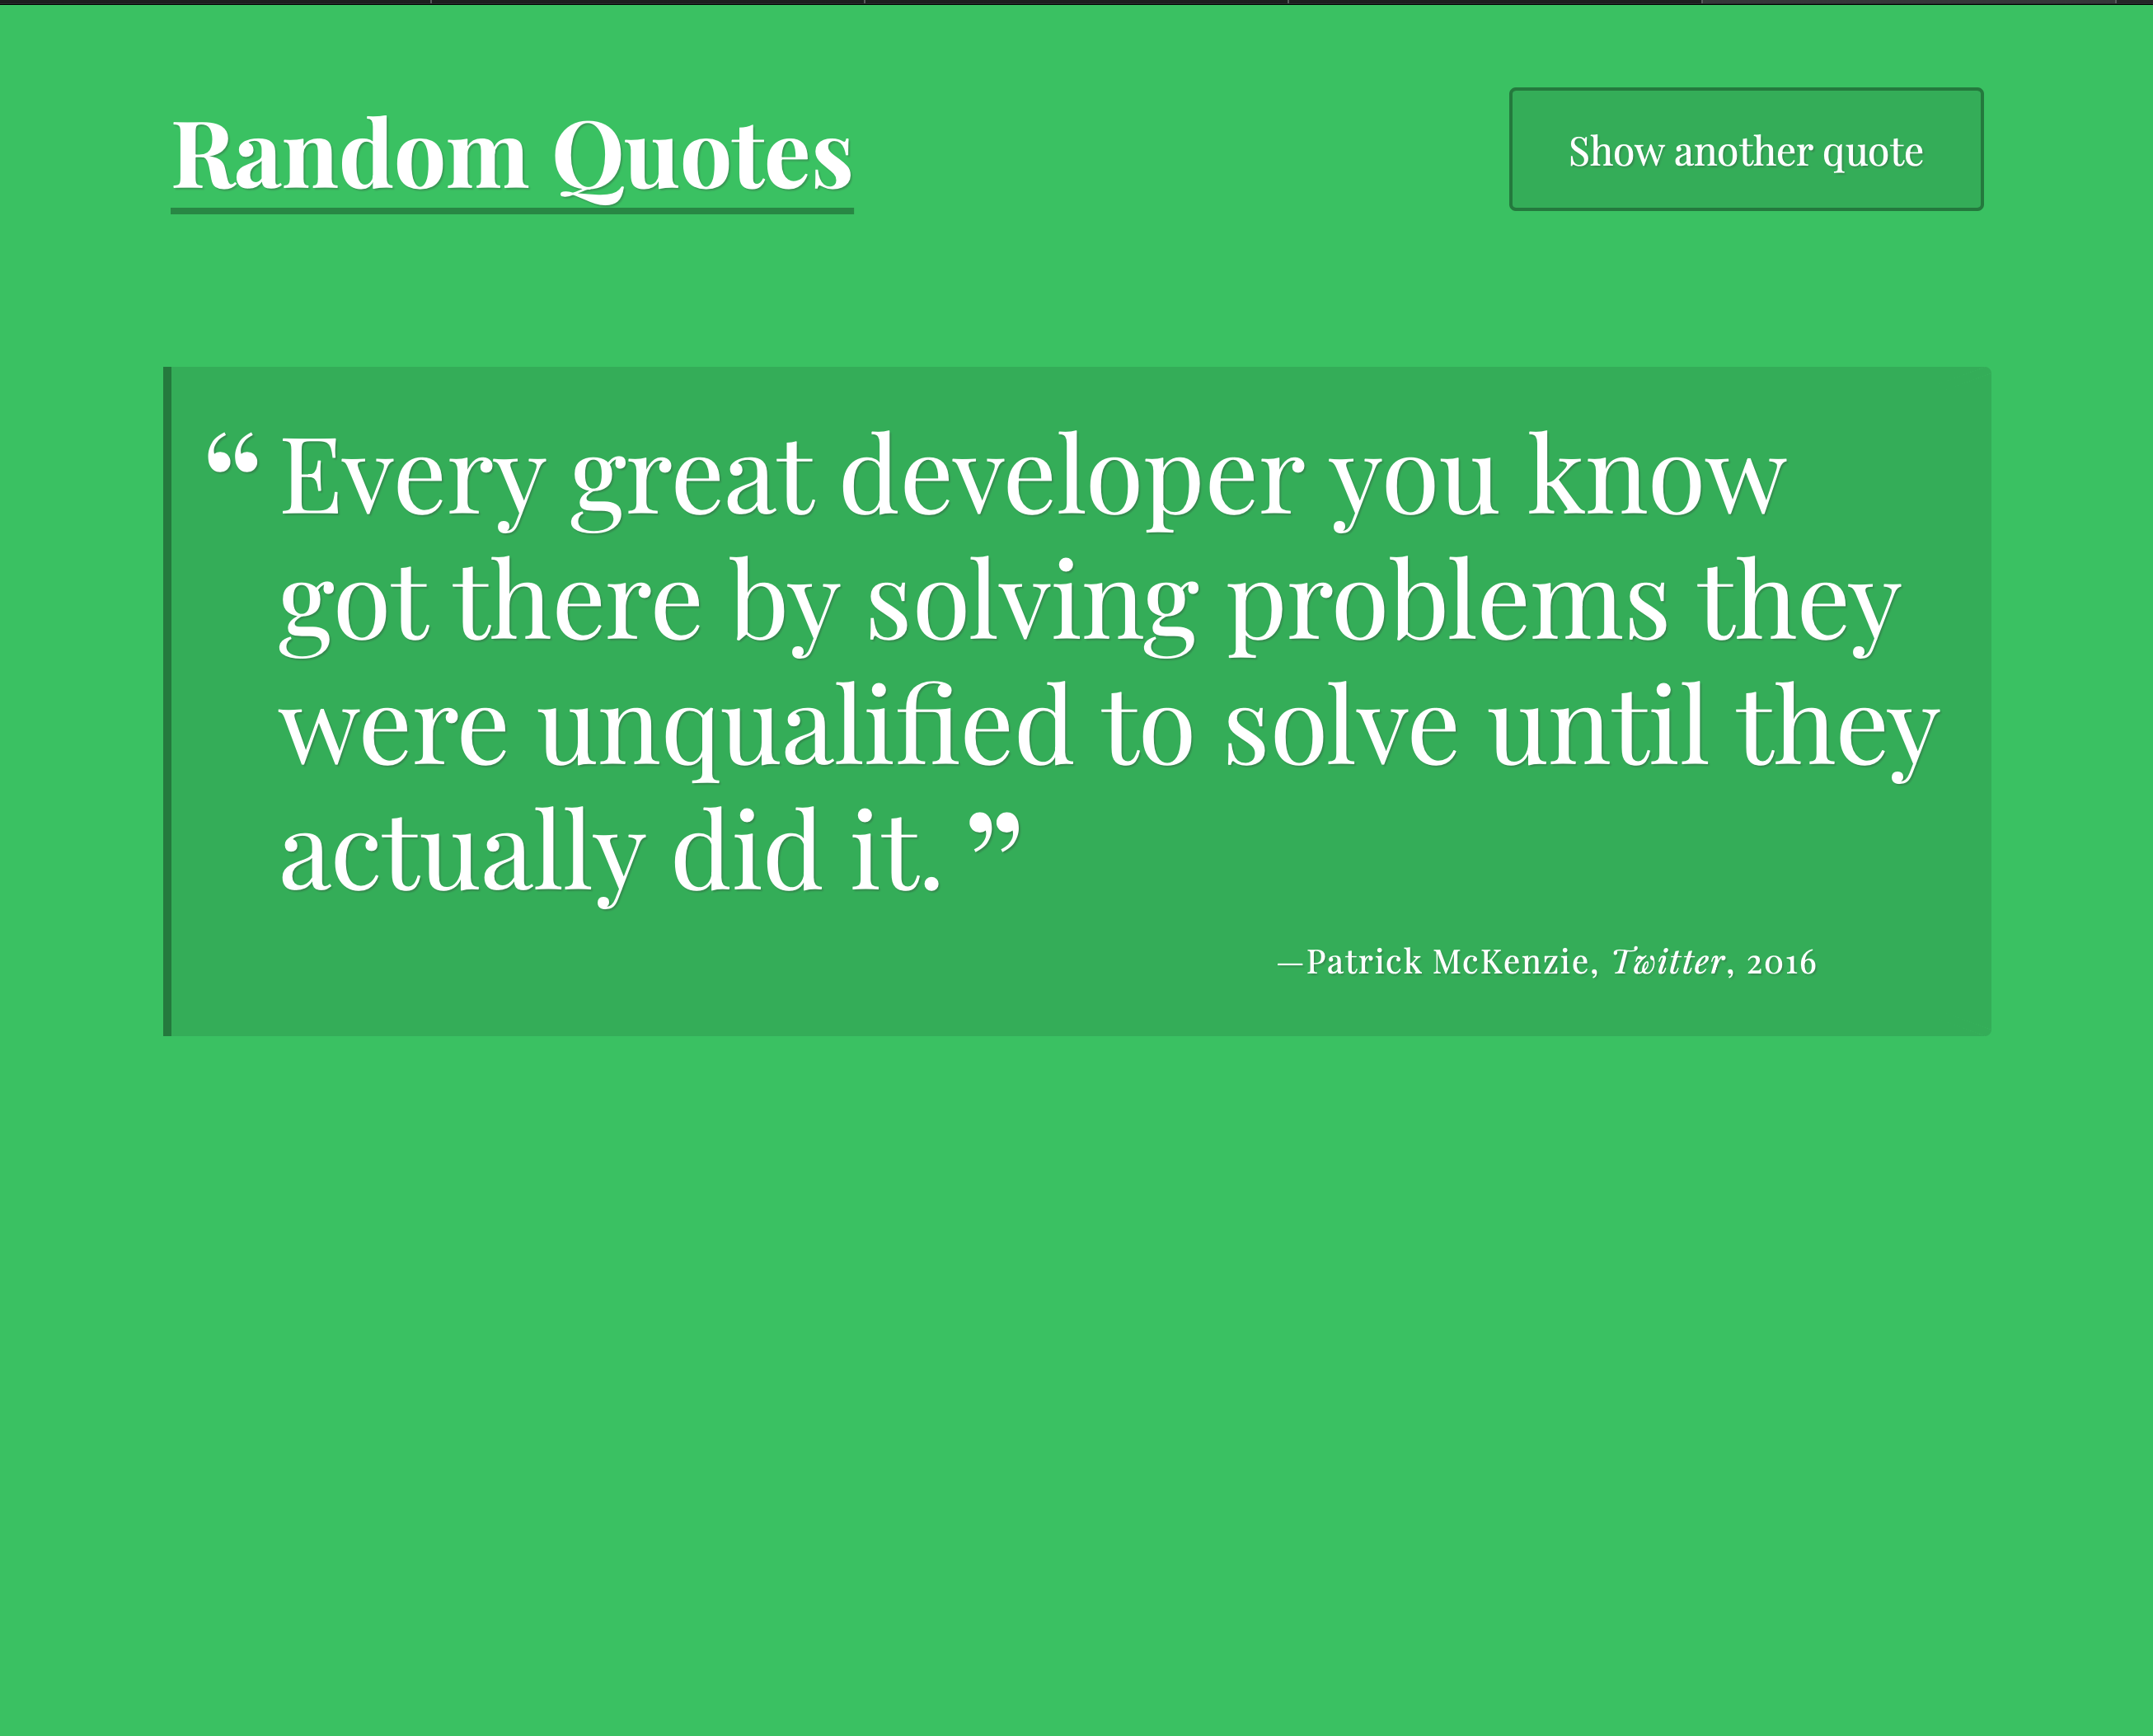 Random Quotes
Show another quote
“ Every great developer you know
got there by solving problems they
were unqualified to solve until they
actually did it. ”
—Patrick McKenzie, Twitter, 2016